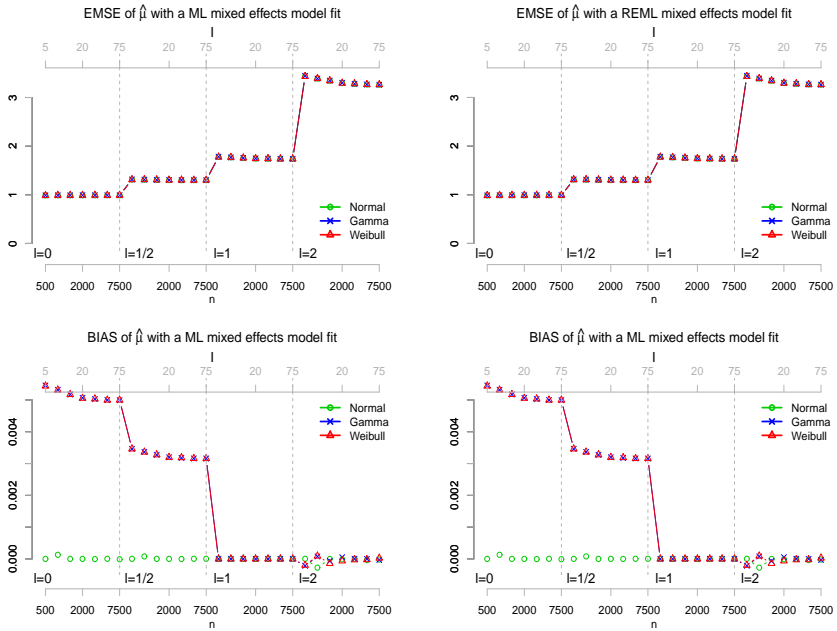 EMSE of μ̂ with a ML mixed effects model fit
I
5 20 75 20 75 20 75 20 75
3
2
1
0
Normal
Gamma
Weibull
l=0 l=1/2 l=1 l=2
500 2000 7500 2000 7500 2000 7500 2000 7500
n
EMSE of μ̂ with a REML mixed effects model fit
I
5 20 75 20 75 20 75 20 75
3
2
1
0
Normal
Gamma
Weibull
l=0 l=1/2 l=1 l=2
500 2000 7500 2000 7500 2000 7500 2000 7500
n
BIAS of μ̂ with a ML mixed effects model fit
I
5 20 75 20 75 20 75 20 75
0.004
0.002
0.000
Normal
Gamma
Weibull
l=0 l=1/2 l=1 l=2
500 2000 7500 2000 7500 2000 7500 2000 7500
n
BIAS of μ̂ with a ML mixed effects model fit
I
5 20 75 20 75 20 75 20 75
0.004
0.002
0.000
Normal
Gamma
Weibull
l=0 l=1/2 l=1 l=2
500 2000 7500 2000 7500 2000 7500 2000 7500
n